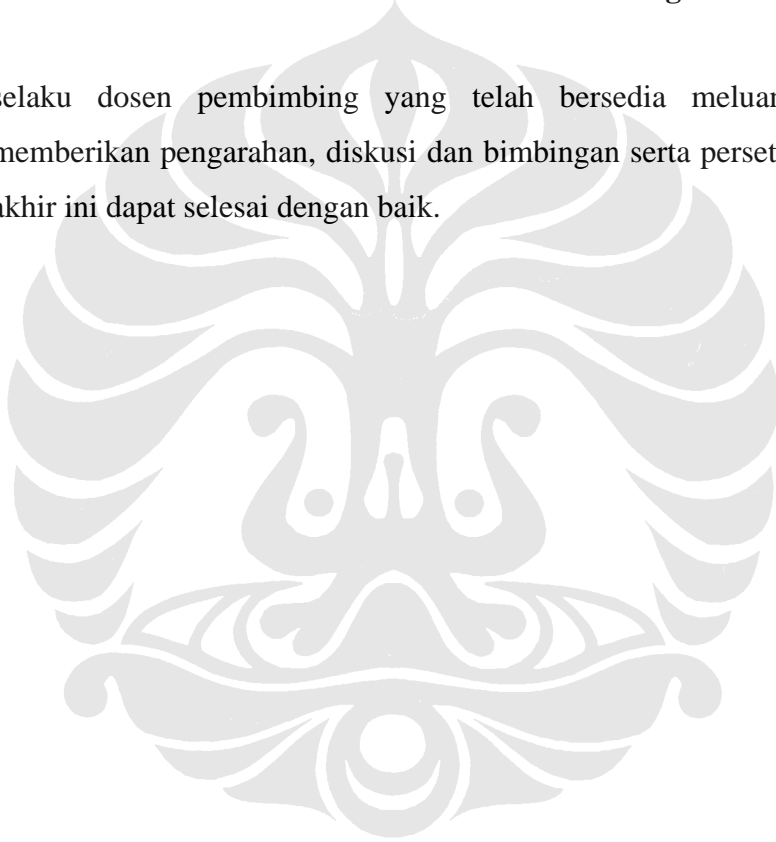 selaku dosen pembimbing yang telah bersedia meluan
memberikan pengarahan, diskusi dan bimbingan serta perset
akhir ini dapat selesai dengan baik.